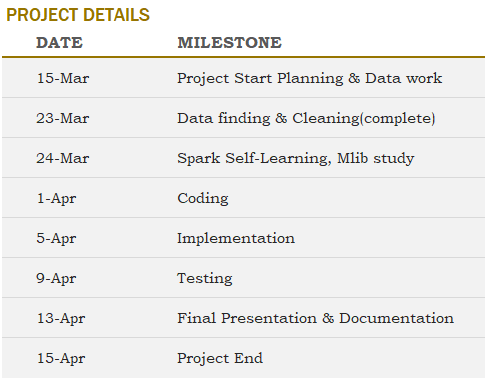 PROJECT DETAILS
DATE MILESTONE
15-Mar Project Start Planning & Data work
23-Mar Data finding & Cleaning(complete)
24-Mar Spark Self-Learning, Mlib study
1-Apr Coding
5-Apr Implementation
9-Apr Testing
13-Apr Final Presentation & Documentation
15-Apr Project End